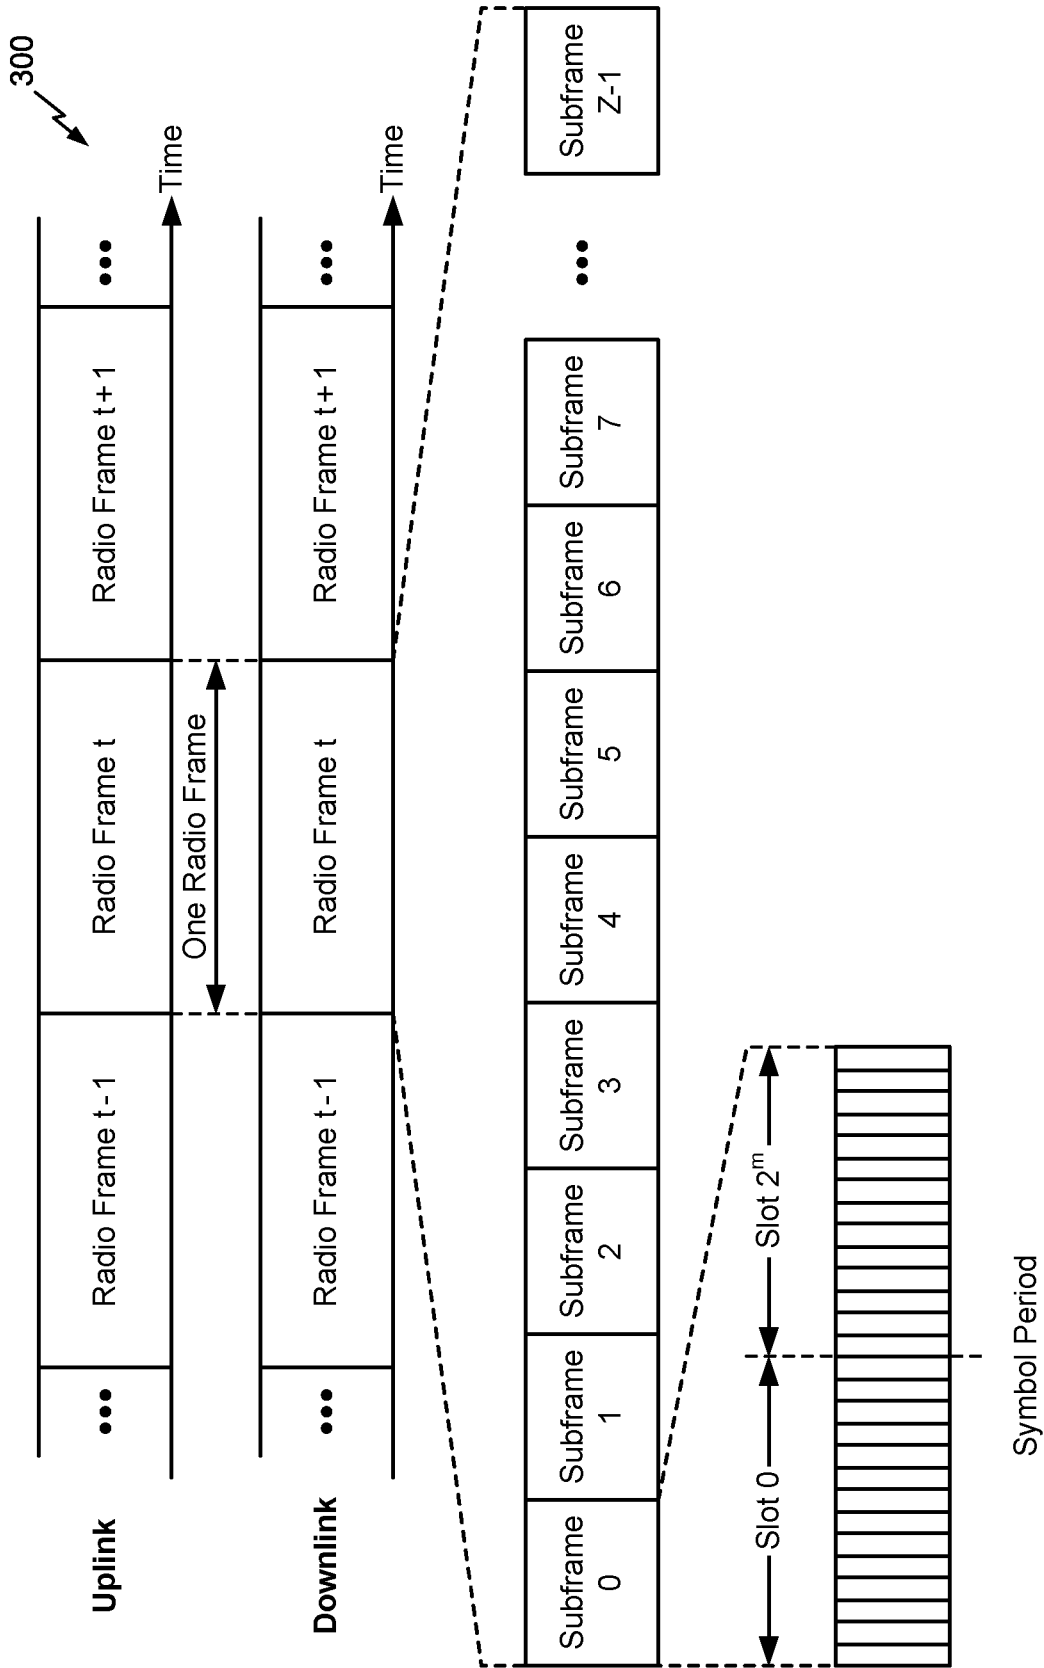 300
Uplink
•••
Radio Frame t - 1
Radio Frame t
Radio Frame t + 1
•••
Time
One Radio Frame
Downlink
•••
Radio Frame t - 1
Radio Frame t
Radio Frame t + 1
•••
Time
Subframe
0
Subframe
1
Subframe
2
Subframe
3
Subframe
4
Subframe
5
Subframe
6
Subframe
7
•••
Subframe
Z-1
Slot 0
Slot 2ᵐ
Symbol Period